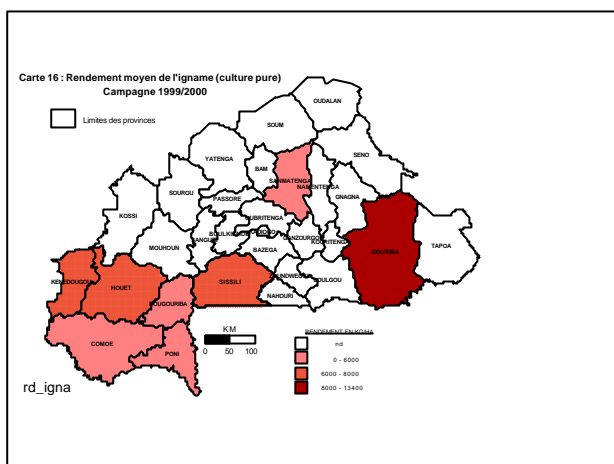 Carte 16 : Rendement moyen de l'igname (culture pure)
Campagne 1999/2000
Limites des provinces
OUDALAN
SOUM
SENO
YATENGA
BAM
SANMATENGA
NAMENTENGA
GNAGNA
SOUROU
PASSORE
KOSSI
OUBRITENGA
BOULKIEMDE
MOUHOUN
BAZEGA
GANZOURGOU
GOURMA
TAPOA
KENEDOUGOU
HOUET
SISSILI
BOULGOU
NAHOURI
BOUGOURIBA
COMOE
PONI
KM
0 50 100
RENDEMENT EN KG/HA
nd
0 - 6000
6000 - 8000
8000 - 13400
rd_igna